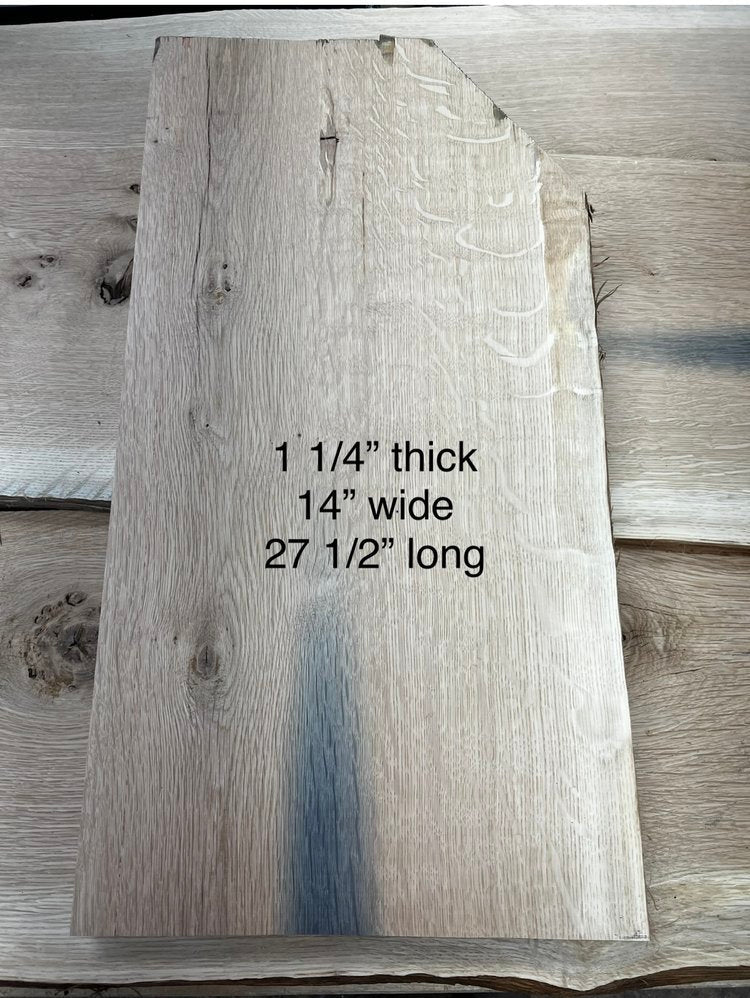 1 1/4” thick
14” wide
27 1/2” long